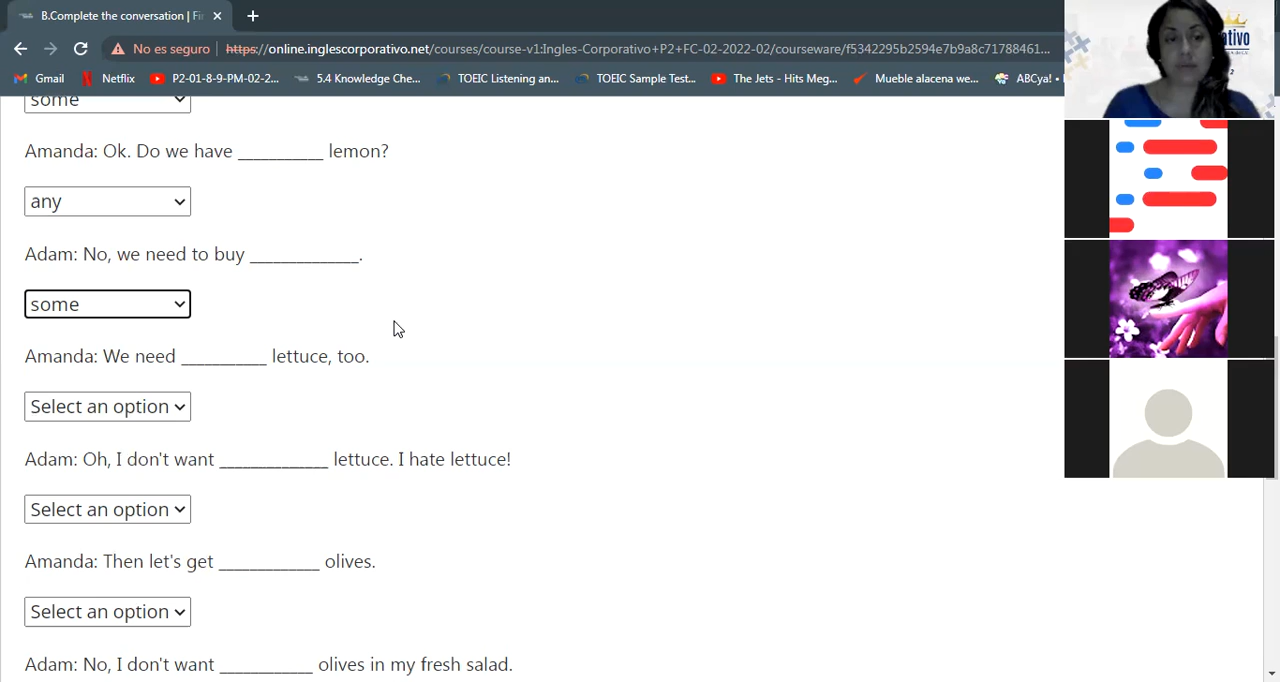 B.Complete the conversation | Fi
No es seguro | https://online.inglescorporativo.net/courses/course-v1:Ingles-Corporativo+P2+FC-02-2022-02/courseware/f5342295b2594e7b9a8c71788461...
Gmail Netflix P2-01-8-9-PM-02-2... 5.4 Knowledge Che... TOEIC Listening an... TOEIC Sample Test... The Jets - Hits Meg... Mueble alacena we... ABCya! •
some
Amanda: Ok. Do we have ___________ lemon?
any
Adam: No, we need to buy ______________.
some
Amanda: We need ___________ lettuce, too.
Select an option
Adam: Oh, I don't want ______________ lettuce. I hate lettuce!
Select an option
Amanda: Then let's get _____________ olives.
Select an option
Adam: No, I don't want ____________ olives in my fresh salad.